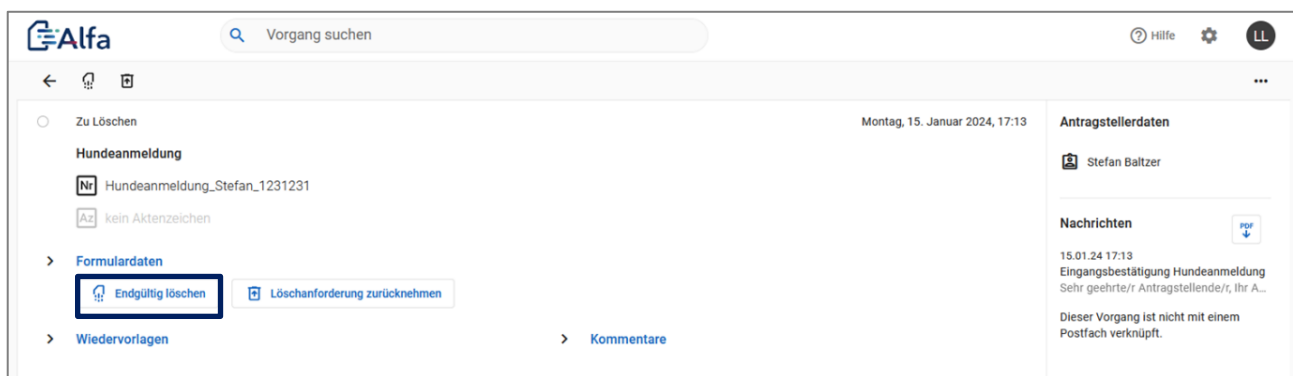 Alfa
Vorgang suchen
Hilfe
LL
Zu Löschen
Montag, 15. Januar 2024, 17:13
Hundeanmeldung
Nr Hundeanmeldung_Stefan_1231231
Az kein Aktenzeichen
Formulardaten
Endgültig löschen
Löschanforderung zurücknehmen
Wiedervorlagen
Kommentare
Antragstellerdaten
Stefan Baltzer
Nachrichten
PDF
15.01.24 17:13
Eingangsbestätigung Hundeanmeldung
Sehr geehrte/r Antragstellende/r, Ihr A...
Dieser Vorgang ist nicht mit einem
Postfach verknüpft.